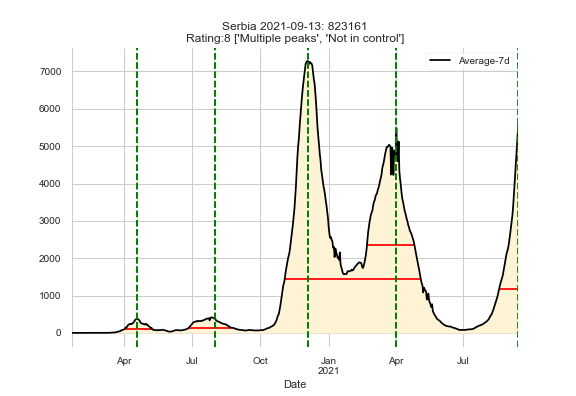 Serbia 2021-09-13: 823161
Rating:8 ['Multiple peaks', 'Not in control']
Average-7d
7000
6000
5000
4000
3000
2000
1000
0
Apr
Jul
Oct
Jan
2021
Apr
Jul
Date